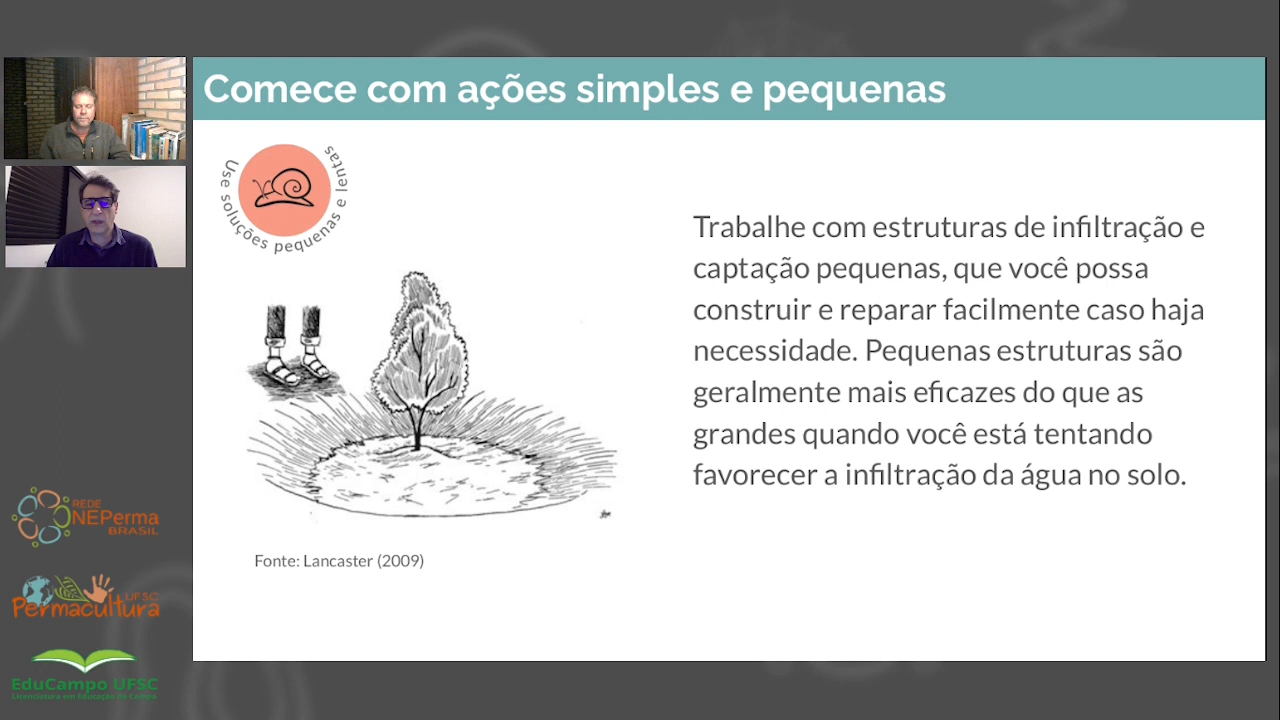 Comece com ações simples e pequenas
Use soluções pequenas e lentas
Trabalhe com estruturas de infiltração e
captação pequenas, que você possa
construir e reparar facilmente caso haja
necessidade. Pequenas estruturas são
geralmente mais eficazes do que as
grandes quando você está tentando
favorecer a infiltração da água no solo.
Fonte: Lancaster (2009)
REDE
NEPerma
BRASIL
UFSC
Permacultura
EduCampo UFSC
Licenciatura em Educação do Campo